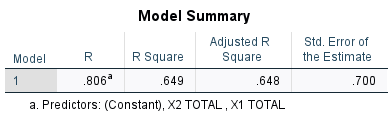 Model Summary
Model R R Square Adjusted R Square Std. Error of the Estimate
1 .806a .649 .648 .700
a. Predictors: (Constant), X2 TOTAL , X1 TOTAL